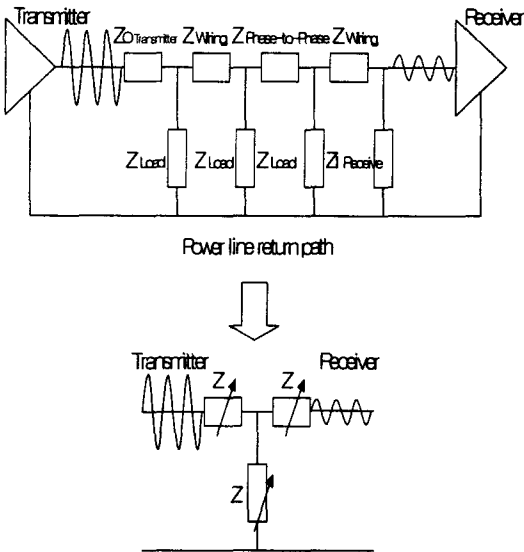 Transmitter
Receiver
ZO Transmitter Z Wiring Z Phase-to-Phase Z Wiring
Z Load Z Load Z Load ZI Receive
Power line return path
Transmitter Receiver
Z Z
Z